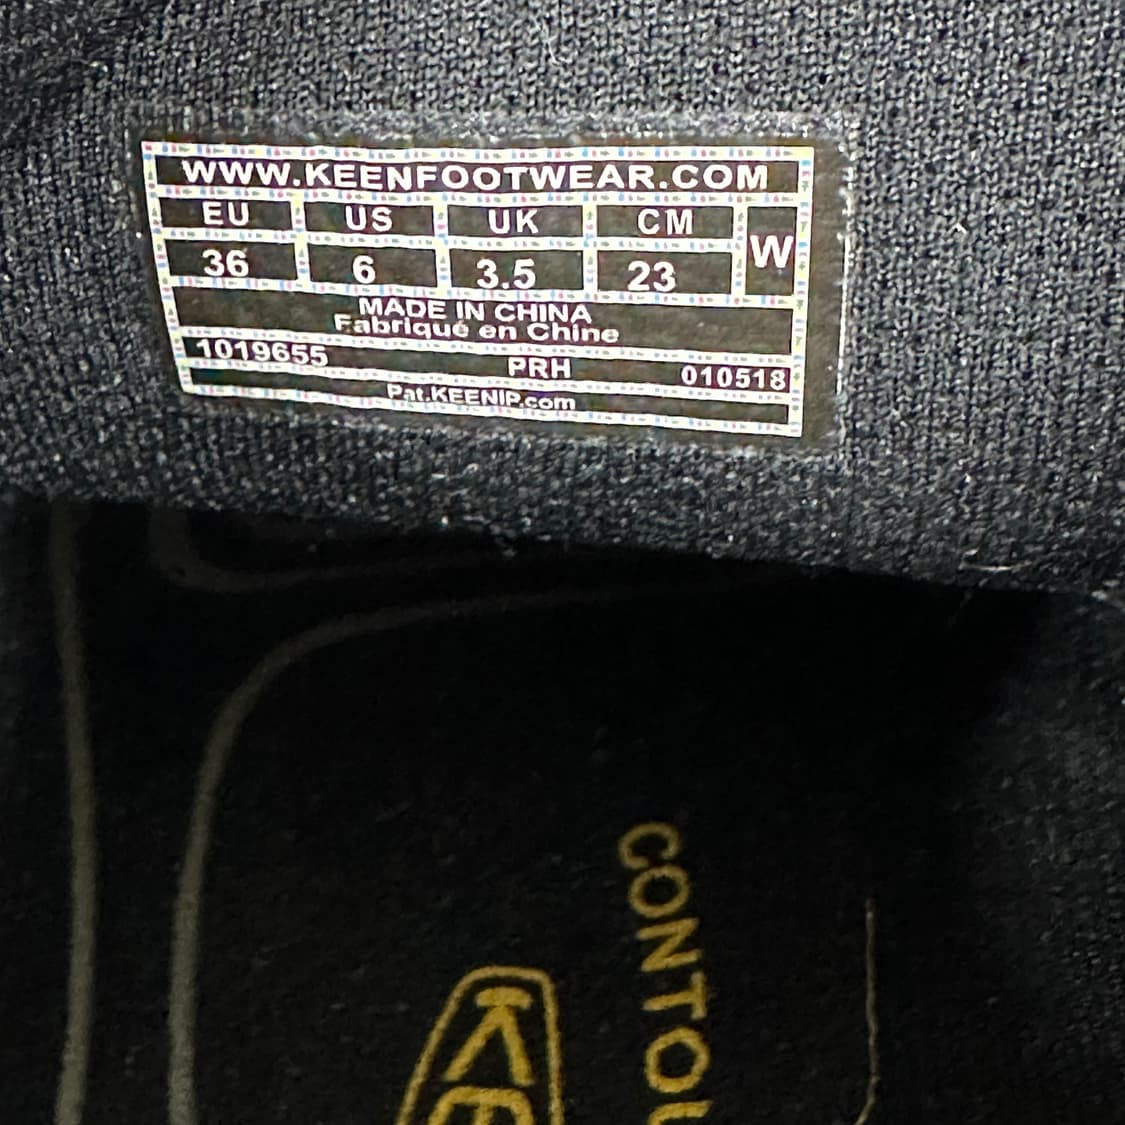 WWW.KEENFOOTWEAR.COM
EU US UK CM W
36 6 3.5 23
MADE IN CHINA
Fabriqué en Chine
1019655 PRH 010518
Pat.KEENIP.com
CONTOU
KE